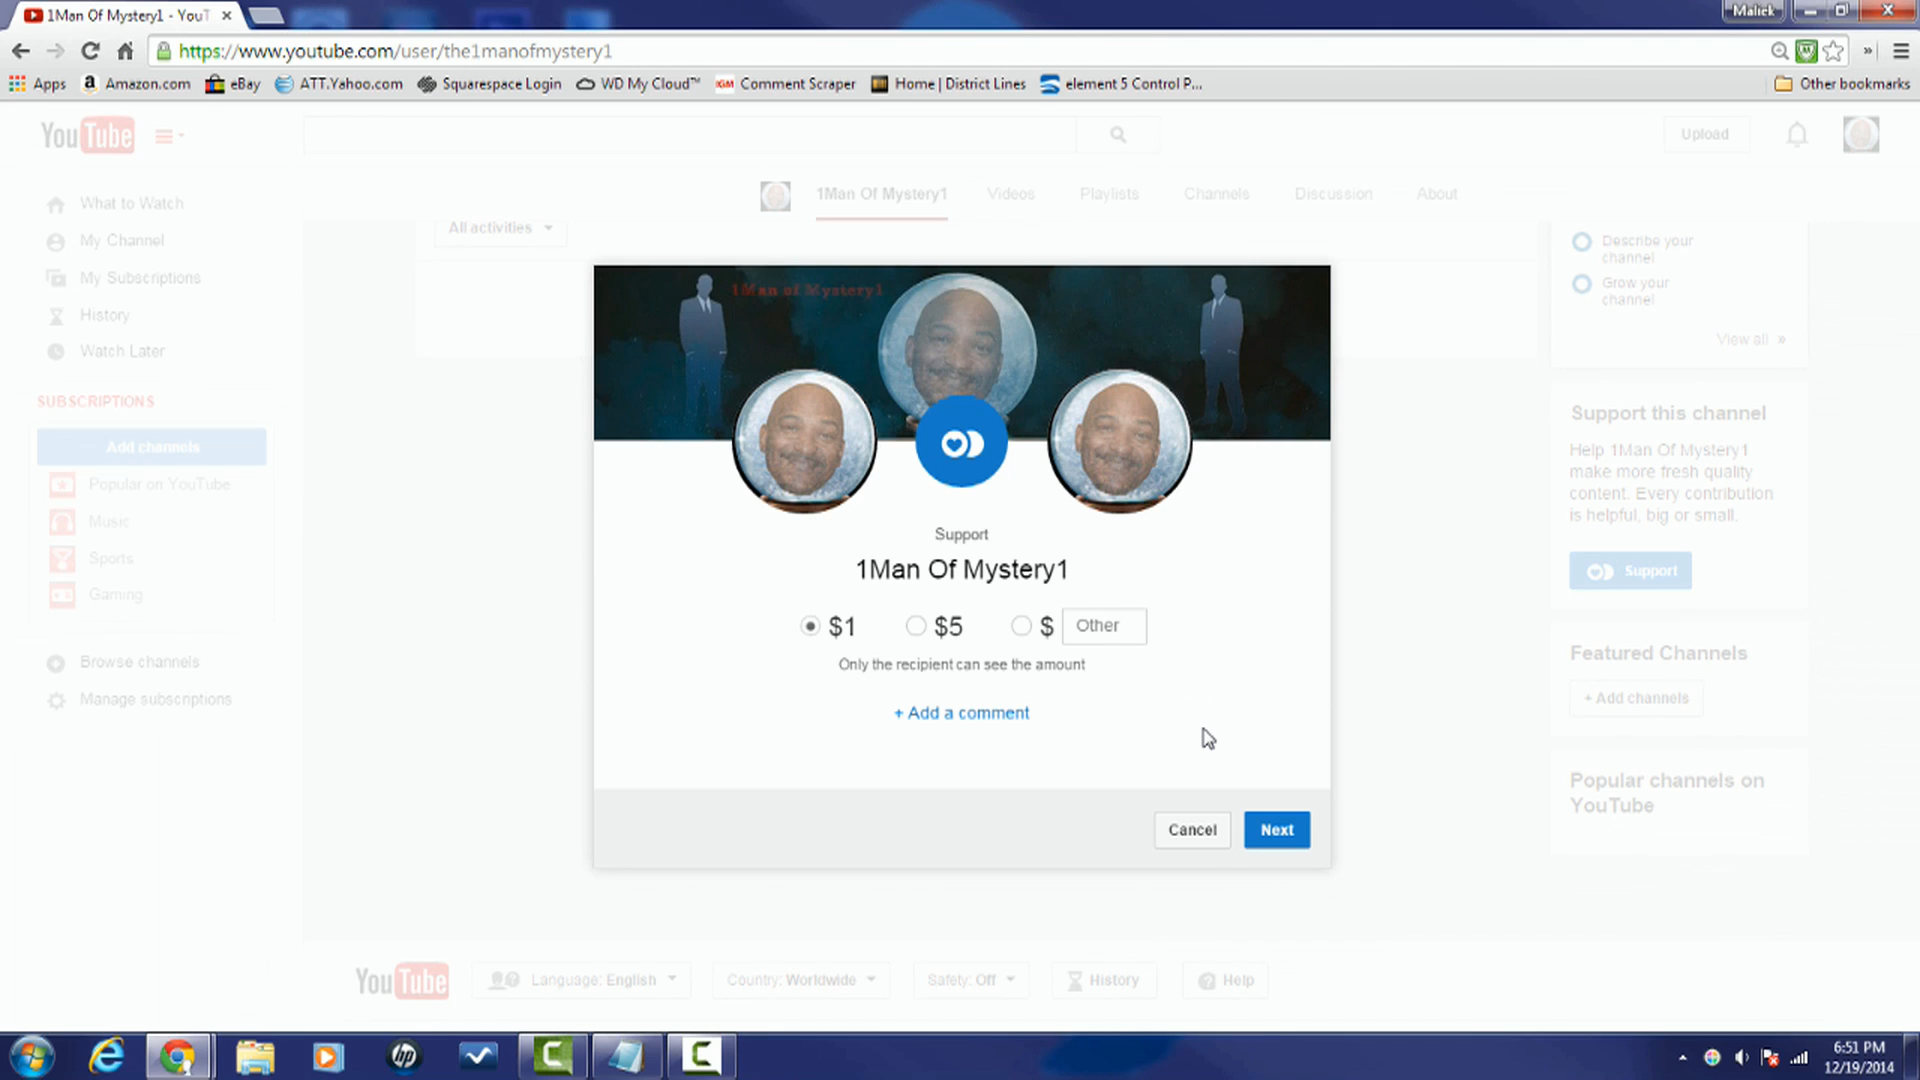 1Man Of Mystery1 - YouT
Maliek
https://www.youtube.com/user/the1manofmystery1
Apps
Amazon.com
eBay
ATT.Yahoo.com
Squarespace Login
WD My Cloud™
Comment Scraper
Home | District Lines
element 5 Control P...
Other bookmarks
YouTube
Upload
1Man Of Mystery1
Videos
Playlists
Channels
Discussion
About
What to Watch
My Channel
My Subscriptions
History
Watch Later
SUBSCRIPTIONS
Add channels
Popular on YouTube
Music
Sports
Gaming
Browse channels
Manage subscriptions
All activities
1Man of Mystery1
Support
1Man Of Mystery1
$1
$5
$ Other
Only the recipient can see the amount
+ Add a comment
Cancel
Next
Describe your
channel
Grow your
channel
View all »
Support this channel
Help 1Man Of Mystery1
make more fresh quality
content. Every contribution
is helpful, big or small.
Support
Featured Channels
+ Add channels
Popular channels on
YouTube
YouTube
Language: English
Country: Worldwide
Safety: Off
History
Help
hp
6:51 PM
12/19/2014